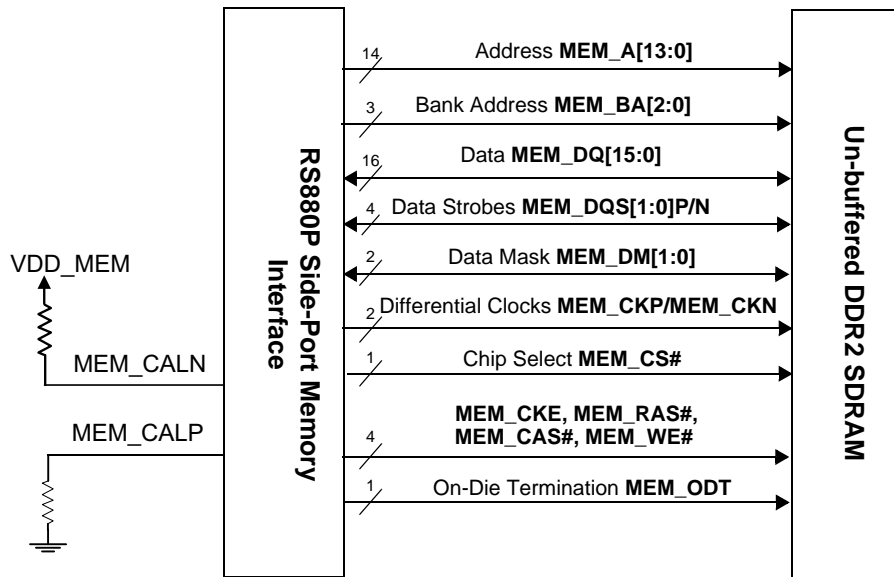 14
Address MEM_A[13:0]
3
Bank Address MEM_BA[2:0]
16
Data MEM_DQ[15:0]
4
Data Strobes MEM_DQS[1:0]P/N
2
Data Mask MEM_DM[1:0]
2
Differential Clocks MEM_CKP/MEM_CKN
1
Chip Select MEM_CS#
MEM_CKE, MEM_RAS#,
MEM_CAS#, MEM_WE#
4
1
On-Die Termination MEM_ODT
VDD_MEM
MEM_CALN
MEM_CALP
RS880P Side-Port Memory
Interface
Un-buffered DDR2 SDRAM